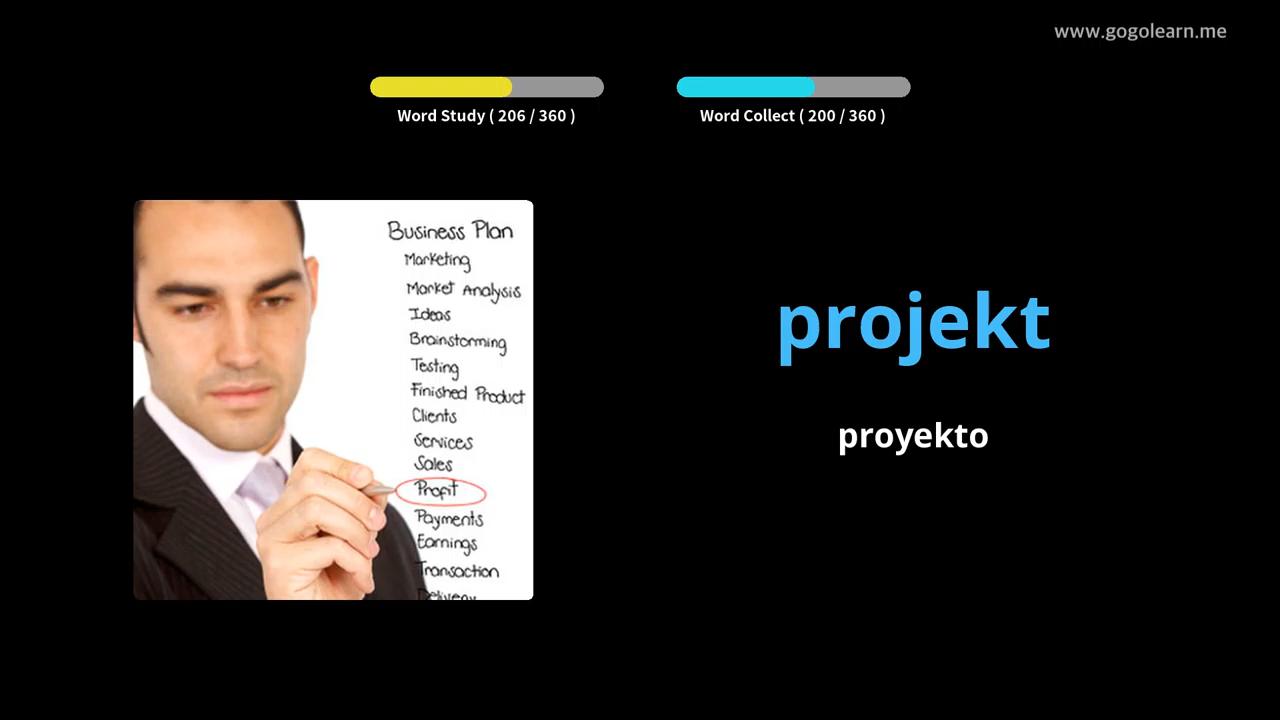 www.gogolearn.me
Word Study ( 206 / 360 )
Word Collect ( 200 / 360 )
Business Plan
Marketing
Market Analysis
Ideas
Brainstorming
Testing
Finished Product
Clients
Services
Sales
Profit
Payments
Earnings
Transaction
Delivery
projekt
proyekto